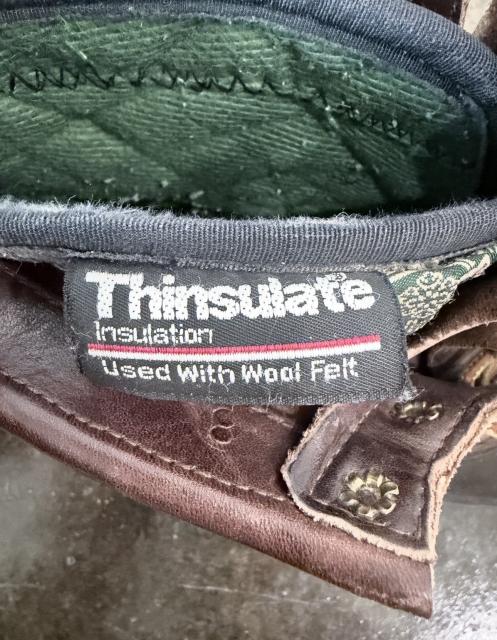 Thinsulate
Insulation
Used With Wool Felt
8